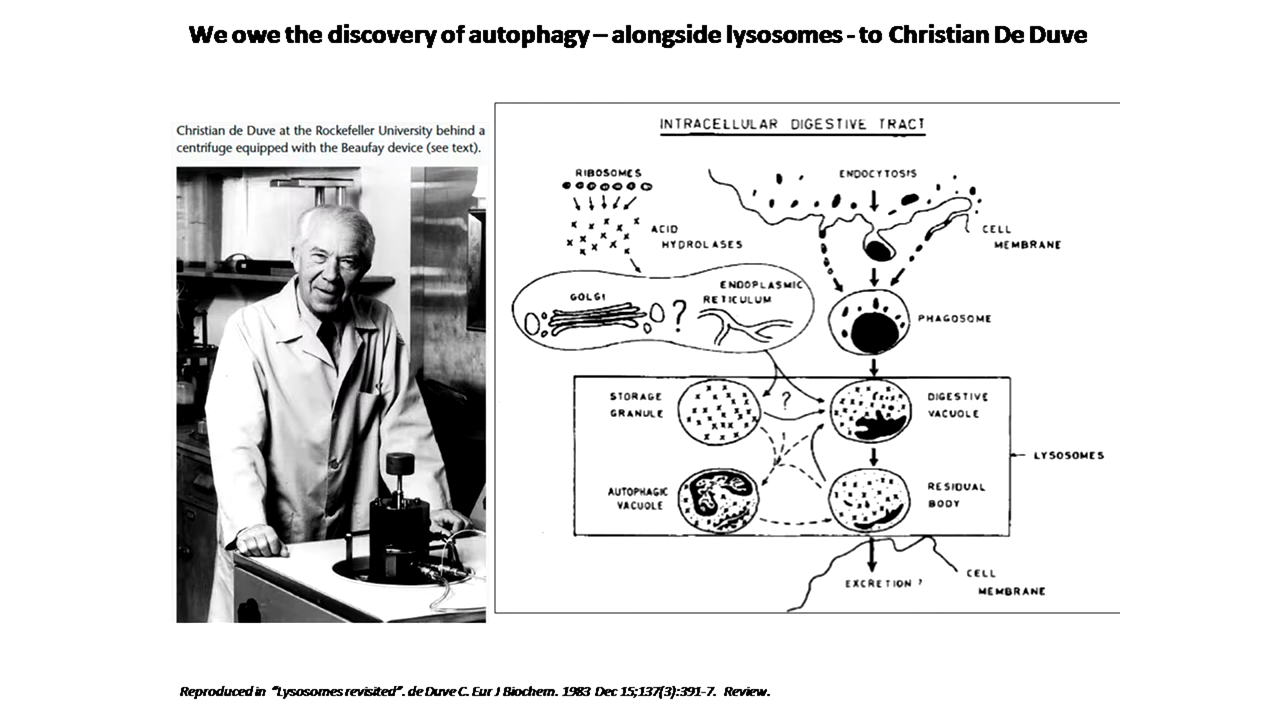 We owe the discovery of autophagy – alongside lysosomes - to Christian De Duve
Christian de Duve at the Rockefeller University behind a
centrifuge equipped with the Beaufay device (see text).
INTRACELLULAR DIGESTIVE TRACT
RIBOSOMES
ENDOCYTOSIS
ACID
HYDROLASES
CELL
MEMBRANE
GOLGI
?
ENDOPLASMIC
RETICULUM
PHAGOSOME
STORAGE
GRANULE
?
DIGESTIVE
VACUOLE
LYSOSOMES
AUTOPHAGIC
VACUOLE
RESIDUAL
BODY
EXCRETION ?
CELL
MEMBRANE
Reproduced in "Lysosomes revisited". de Duve C. Eur J Biochem. 1983 Dec 15;137(3):391-7. Review.